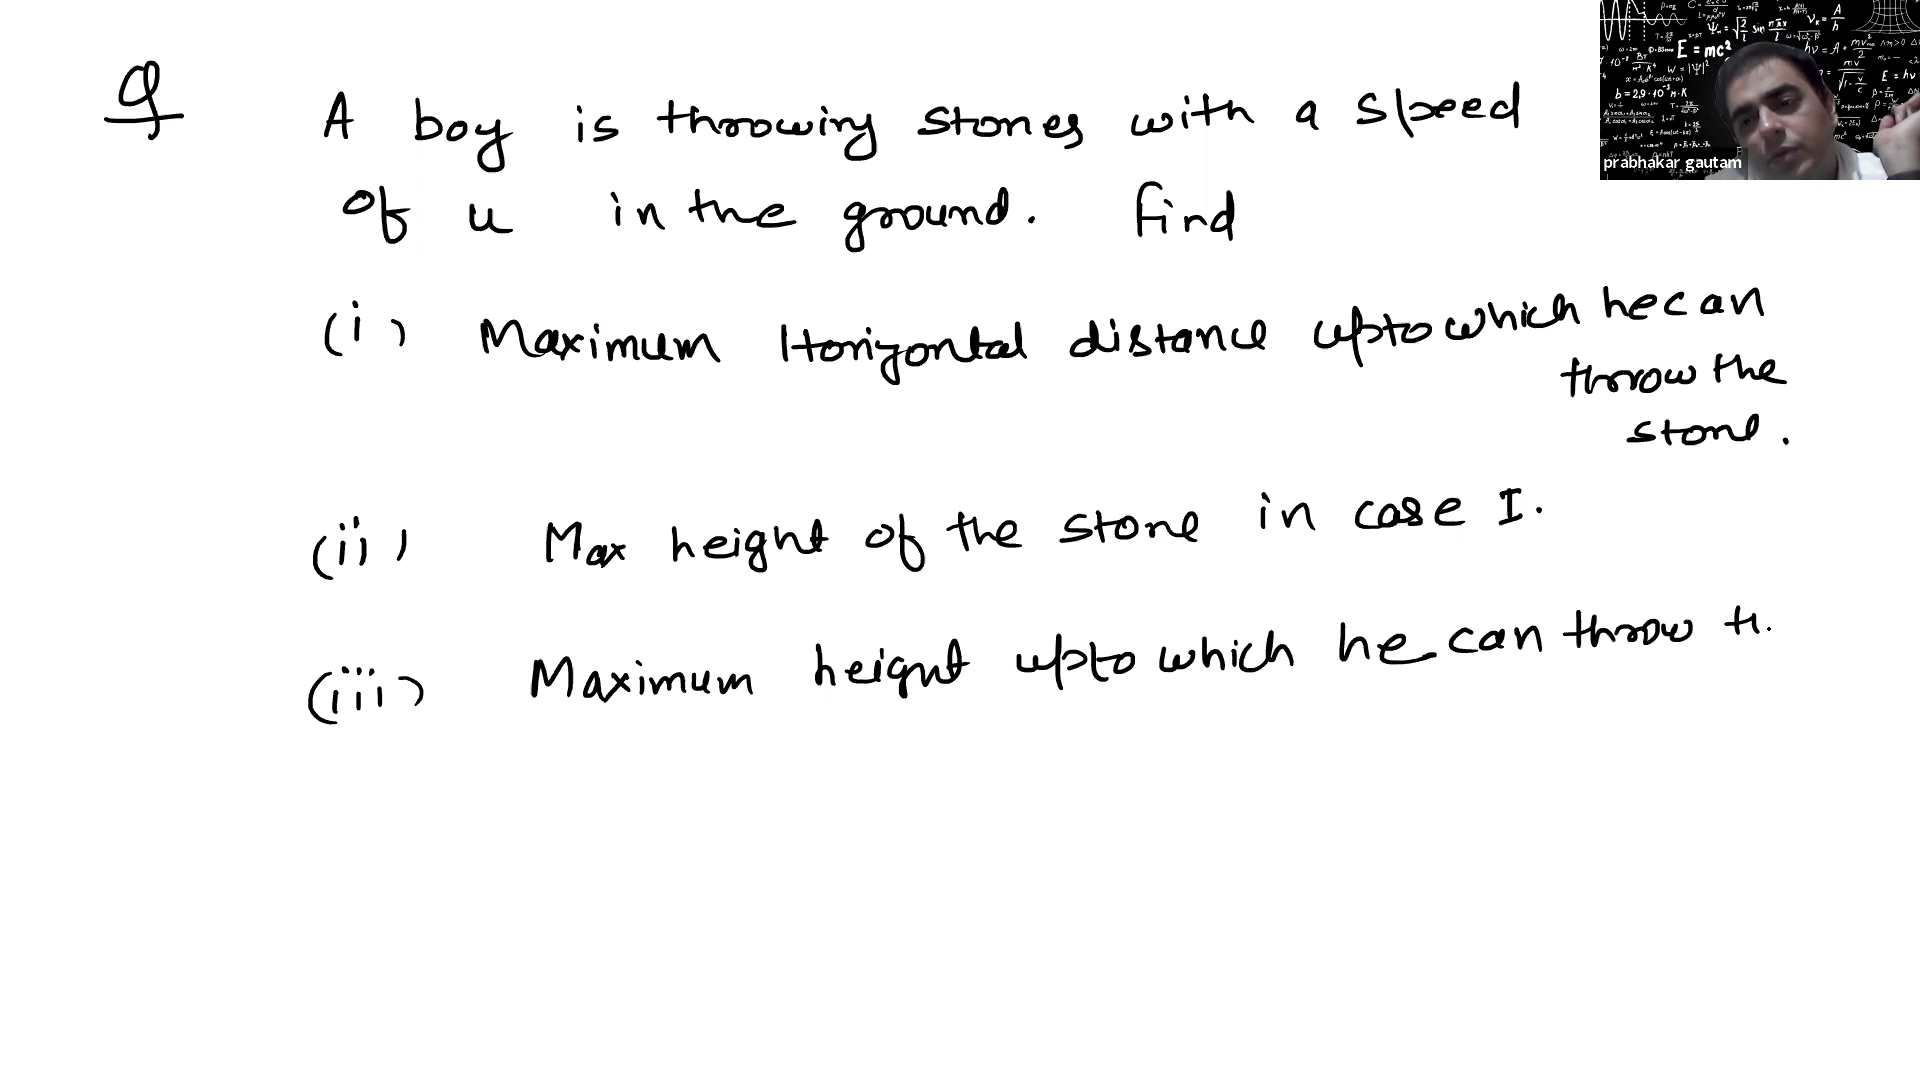 Q A boy is throwing stones with a speed
of u in the ground. find
(i) Maximum Horizontal distance upto which he can
throw the
stone.
(ii) Max height of the stone in case I.
(iii) Maximum height upto which he can throw
E = mc²
prabhakar gautam